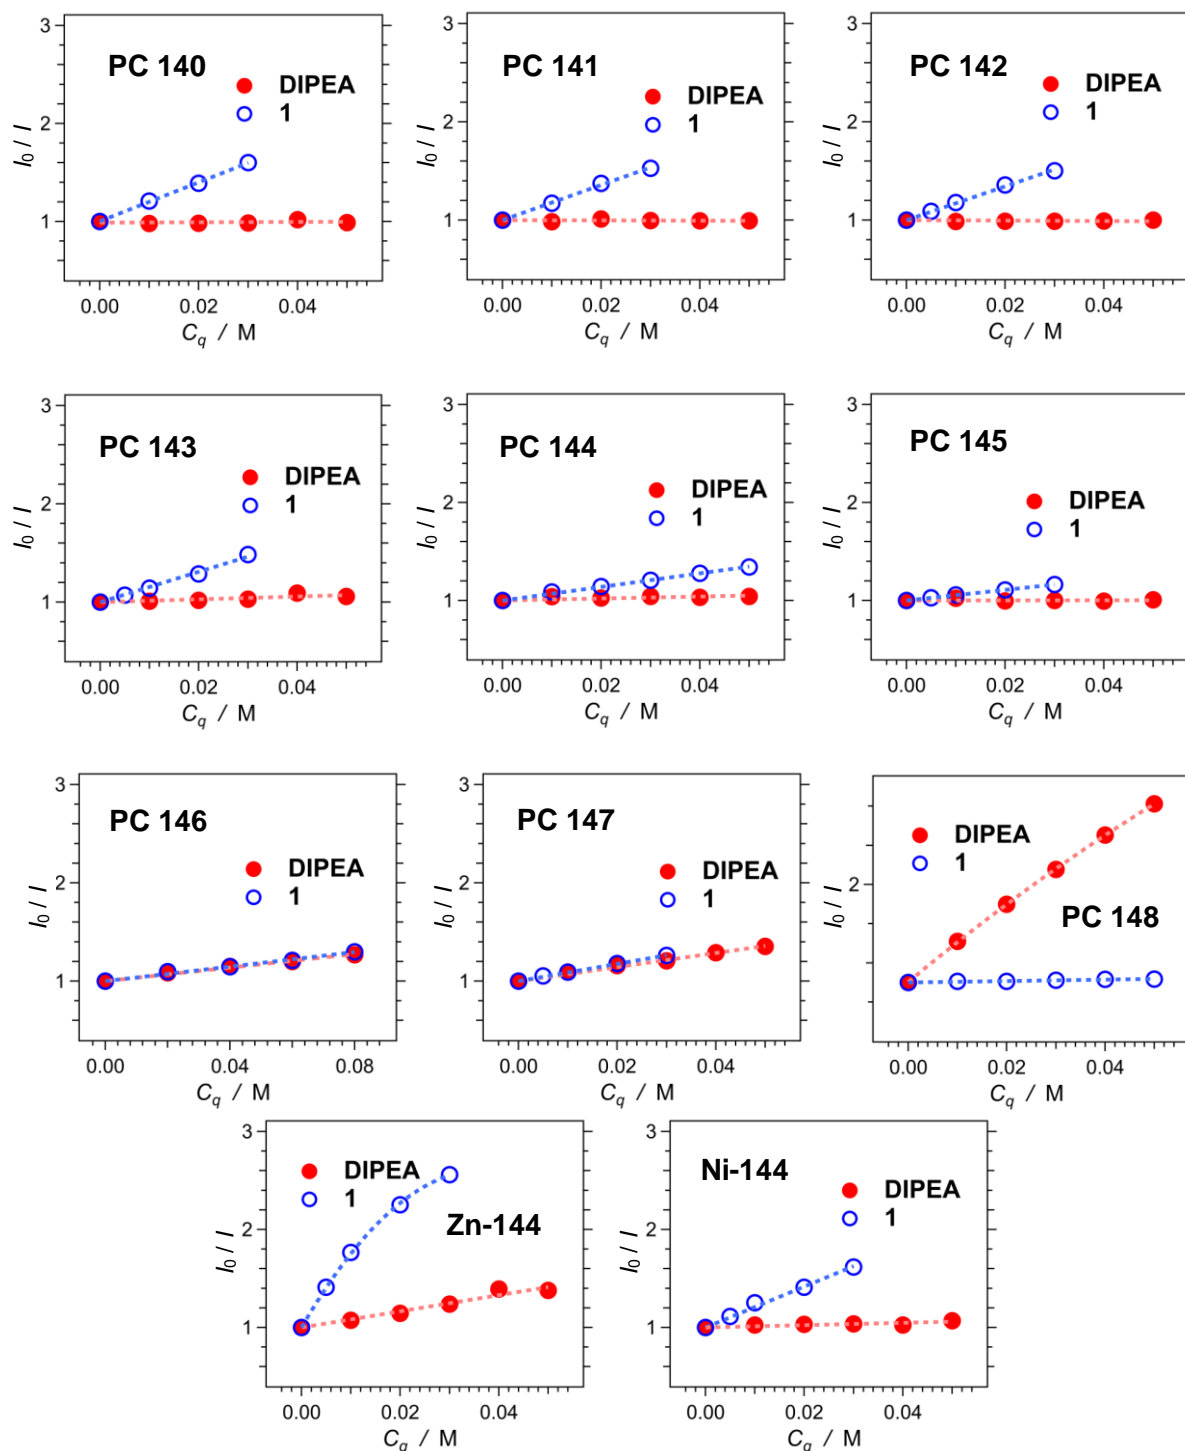 3
2
1
I0 / I
PC 140
DIPEA
1
0.00
0.02
0.04
Cq / M
3
2
1
I0 / I
PC 141
DIPEA
1
0.00
0.02
0.04
Cq / M
3
2
1
I0 / I
PC 142
DIPEA
1
0.00
0.02
0.04
Cq / M
3
2
1
I0 / I
PC 143
DIPEA
1
0.00
0.02
0.04
Cq / M
3
2
1
I0 / I
PC 144
DIPEA
1
0.00
0.02
0.04
Cq / M
3
2
1
I0 / I
PC 145
DIPEA
1
0.00
0.02
0.04
Cq / M
3
2
1
I0 / I
PC 146
DIPEA
1
0.00
0.04
0.08
Cq / M
3
2
1
I0 / I
PC 147
DIPEA
1
0.00
0.02
0.04
Cq / M
2
I0 / I
DIPEA
1
PC 148
0.00
0.02
0.04
Cq / M
3
2
1
I0 / I
DIPEA
1
Zn-144
0.00
0.02
0.04
Cq / M
3
2
1
I0 / I
Ni-144
DIPEA
1
0.00
0.02
0.04
Cq / M